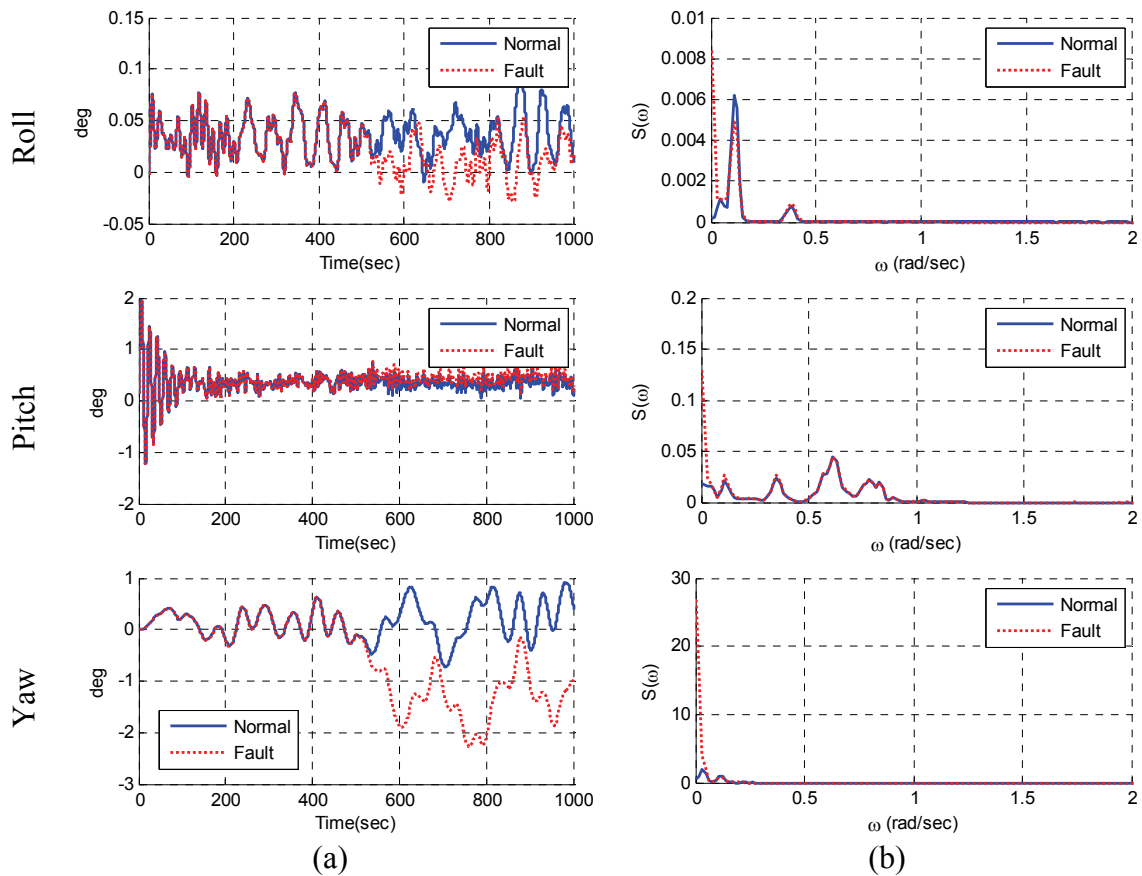 Roll
deg
0.15
0.1
0.05
0
-0.05
0 200 400 600 800 1000
Time(sec)
Normal
Fault
S(ω)
0.01
0.008
0.006
0.004
0.002
0
0 0.5 1 1.5 2
ω (rad/sec)
Normal
Fault
Pitch
deg
2
1
0
-1
-2
0 200 400 600 800 1000
Time(sec)
Normal
Fault
S(ω)
0.2
0.15
0.1
0.05
0
0 0.5 1 1.5 2
ω (rad/sec)
Normal
Fault
Yaw
deg
1
0
-1
-2
-3
0 200 400 600 800 1000
Time(sec)
Normal
Fault
S(ω)
30
20
10
0
0 0.5 1 1.5 2
ω (rad/sec)
Normal
Fault
(a) (b)